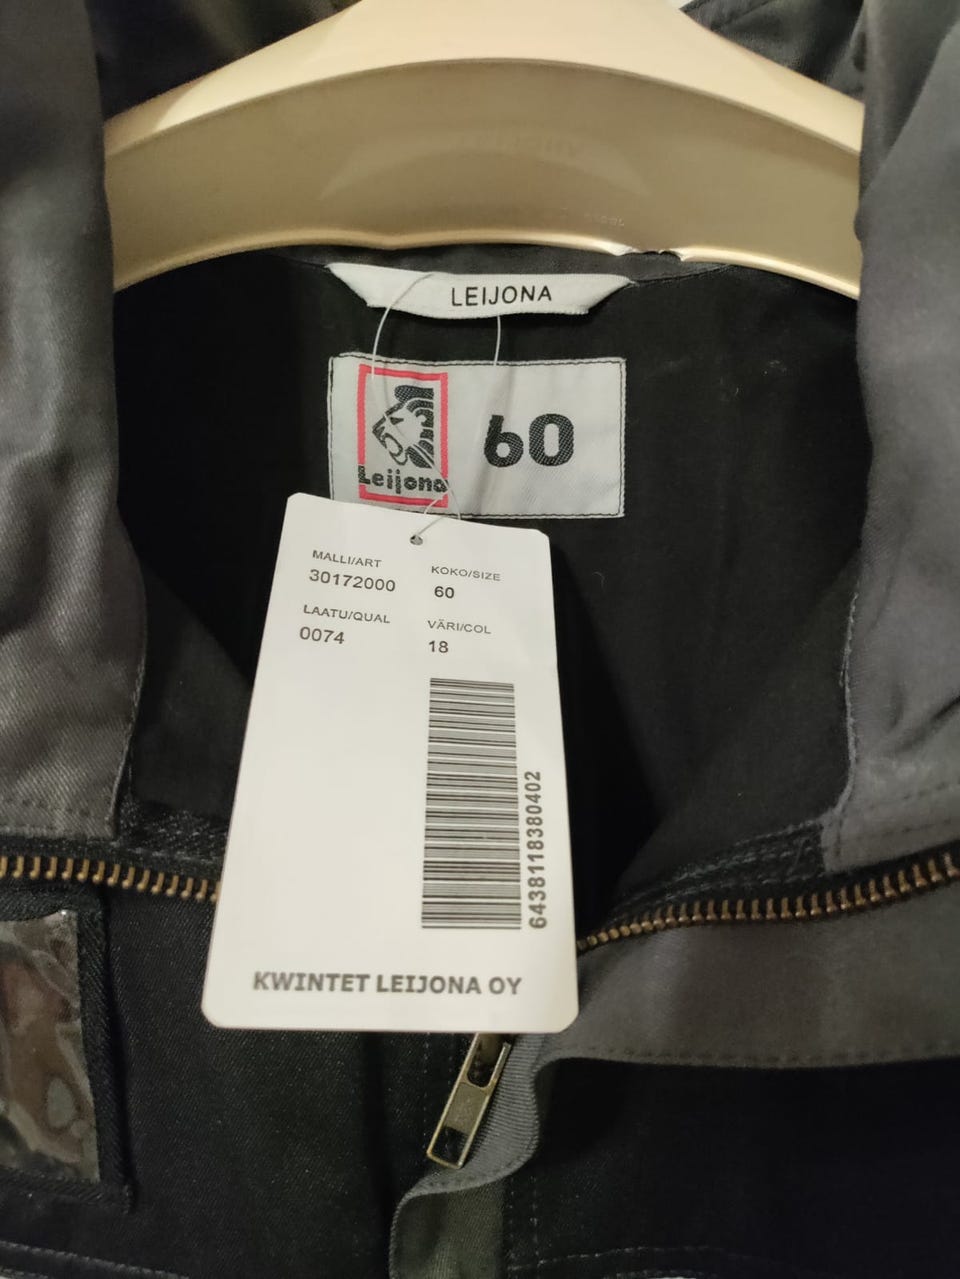 LEIJONA
Leijona
60
MALLI/ART
30172000
KOKO/SIZE
60
LAATU/QUAL
0074
VÄRI/COL
18
6438118380402
KWINTET LEIJONA OY